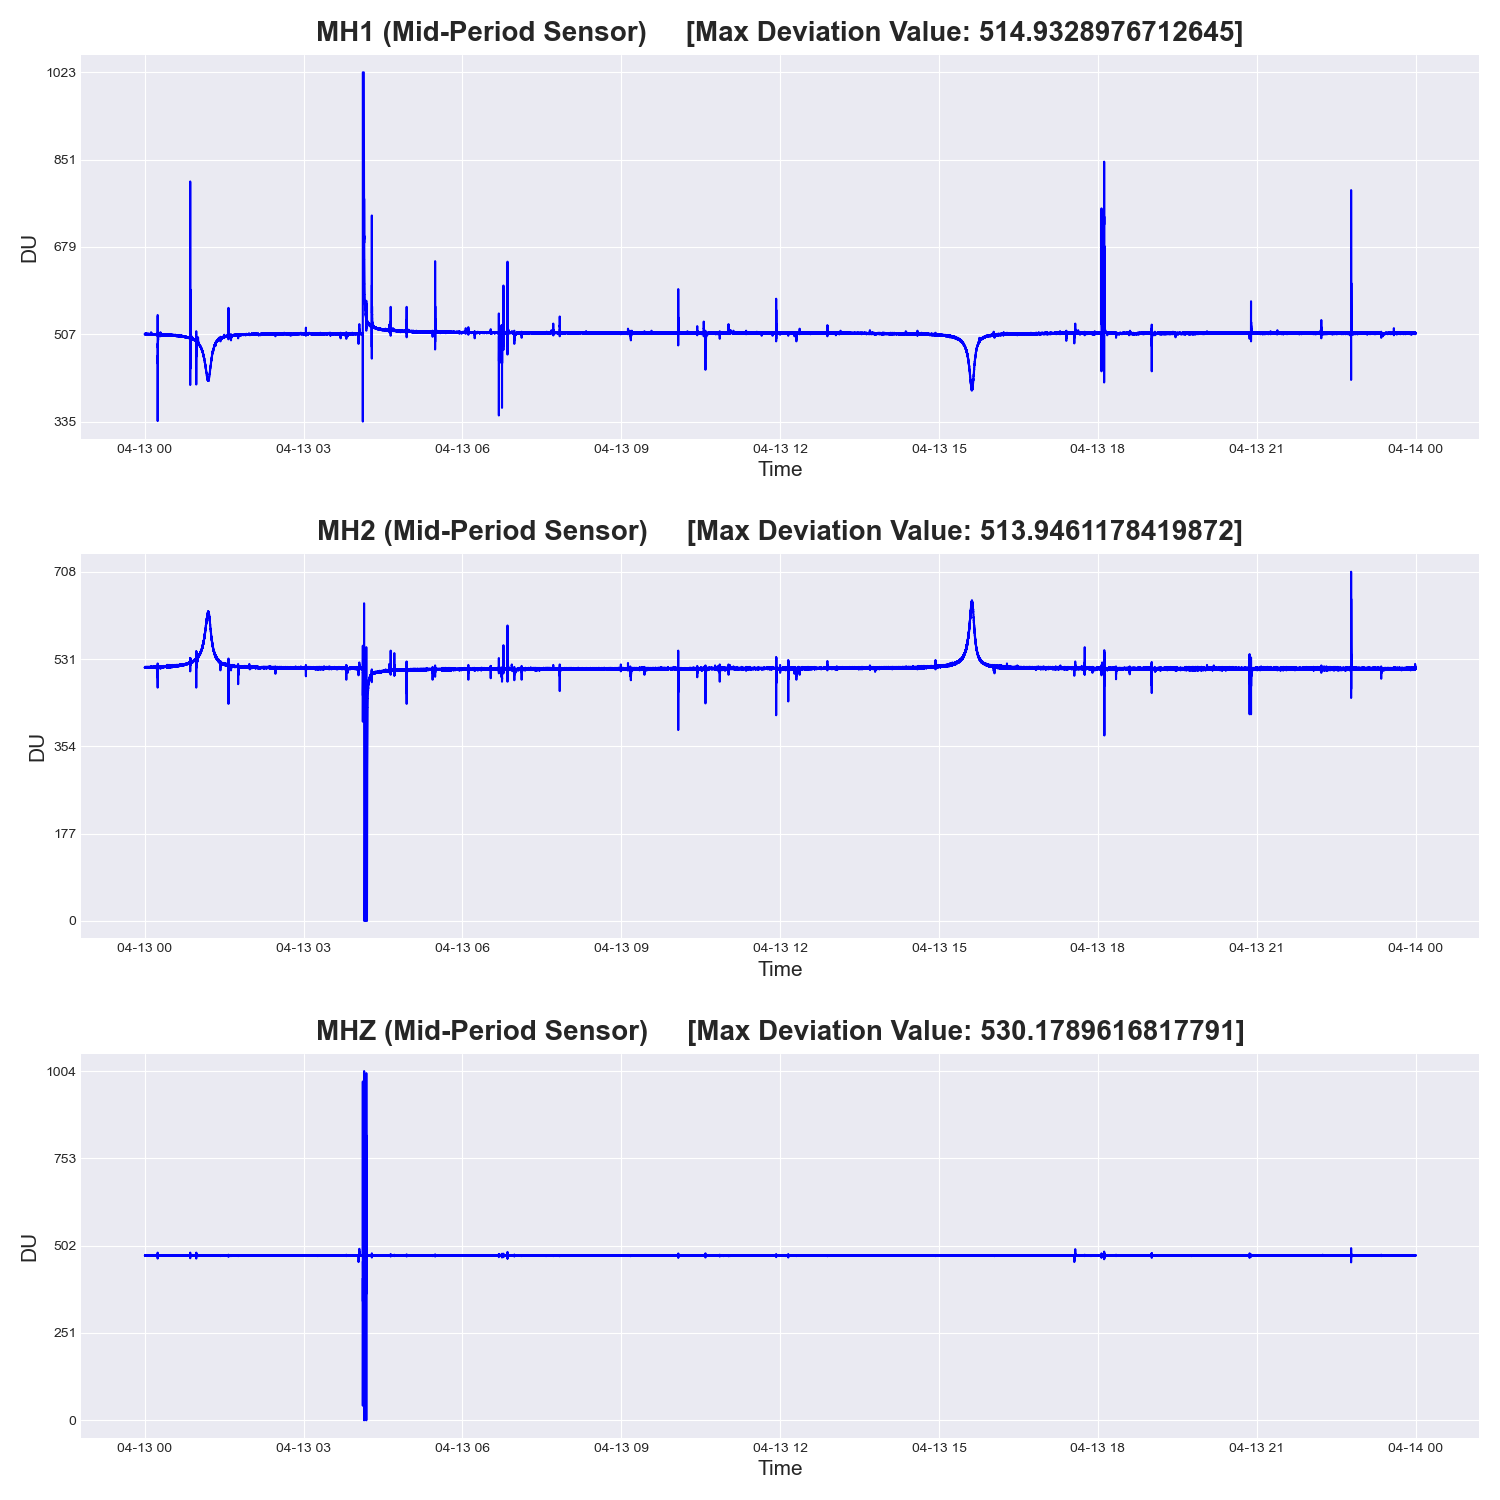 MH1 (Mid-Period Sensor) [Max Deviation Value: 514.9328976712645]
1023
851
679
507
335
DU
04-13 00 04-13 03 04-13 06 04-13 09 04-13 12 04-13 15 04-13 18 04-13 21 04-14 00
Time
MH2 (Mid-Period Sensor) [Max Deviation Value: 513.9461178419872]
708
531
354
177
0
DU
04-13 00 04-13 03 04-13 06 04-13 09 04-13 12 04-13 15 04-13 18 04-13 21 04-14 00
Time
MHZ (Mid-Period Sensor) [Max Deviation Value: 530.1789616817791]
1004
753
502
251
0
DU
04-13 00 04-13 03 04-13 06 04-13 09 04-13 12 04-13 15 04-13 18 04-13 21 04-14 00
Time